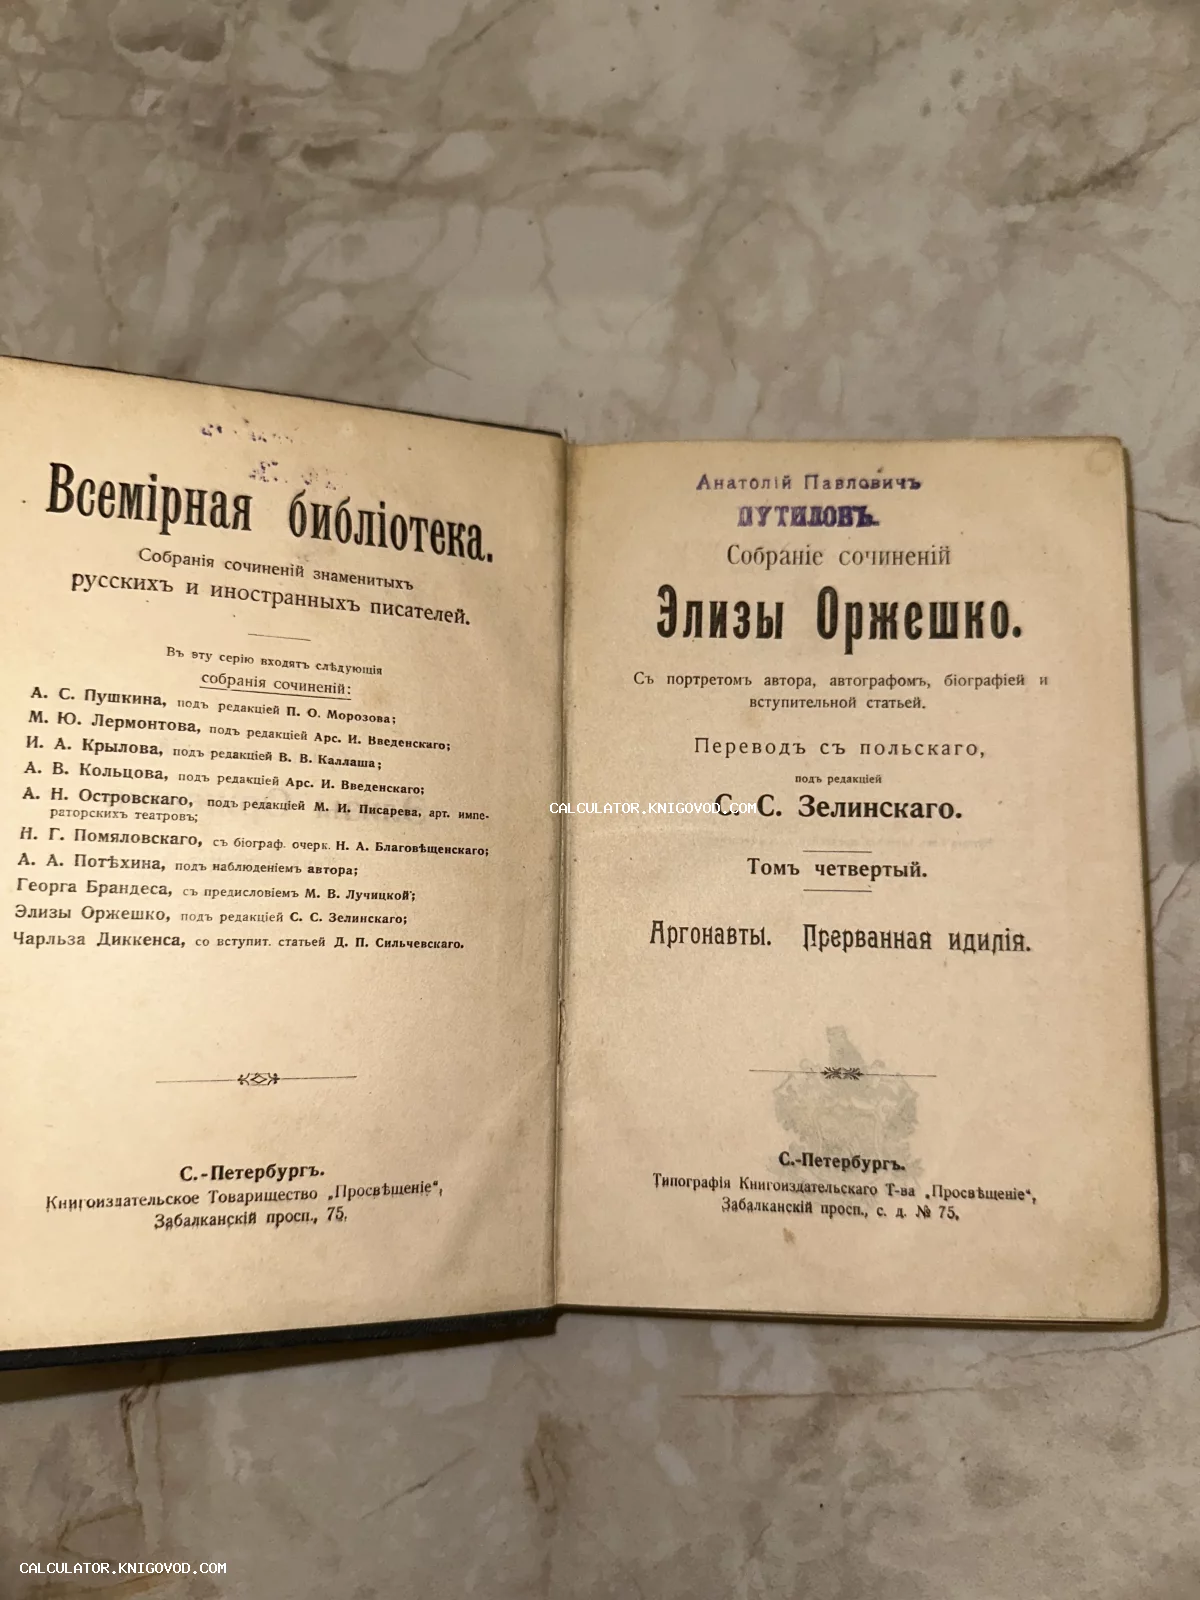 Всемірная библіотека.
Собранія сочиненій знаменитыхъ
русскихъ и иностранныхъ писателей.
Въ эту серію входятъ слѣдующія
собранія сочиненій:
А. С. Пушкина, подъ редакціей П. О. Морозова;
М. Ю. Лермонтова, подъ редакціей Арс. И. Введенскаго;
И. А. Крылова, подъ редакціей В. В. Каллаша;
А. В. Кольцова, подъ редакціей Арс. И. Введенскаго;
А. Н. Островскаго, подъ редакціей М. И. Писарева, арт. импе-
раторскихъ театровъ;
Н. Г. Помяловскаго, съ біограф. очерк. Н. А. Благовѣщенскаго;
А. А. Потѣхина, подъ наблюденіемъ автора;
Георга Брандеса, съ предисловіемъ М. В. Лучицкой;
Элизы Оржешко, подъ редакціей С. С. Зелинскаго;
Чарльза Диккенса, со вступит. статьей Д. П. Сильчевскаго.
С.-Петербургъ.
Книгоиздательское Товарищество „Просвѣщеніе“,
Забалканскій просп., 75.
Анатолій Павловичъ
ПУТИЛОВЪ.
Собраніе сочиненій
Элизы Оржешко.
Съ портретомъ автора, автографомъ, біографіей и
вступительной статьей.
Переводъ съ польскаго,
подъ редакціей
С. С. Зелинскаго.
Томъ четвертый.
Аргонавты. Прерванная идилія.
С.-Петербургъ.
Типографія Книгоиздательскаго Т-ва „Просвѣщеніе“,
Забалканскій просп., с. д. № 75.
CALCULATOR.KNIGOVOD.COM
CALCULATOR.KNIGOVOD.COM